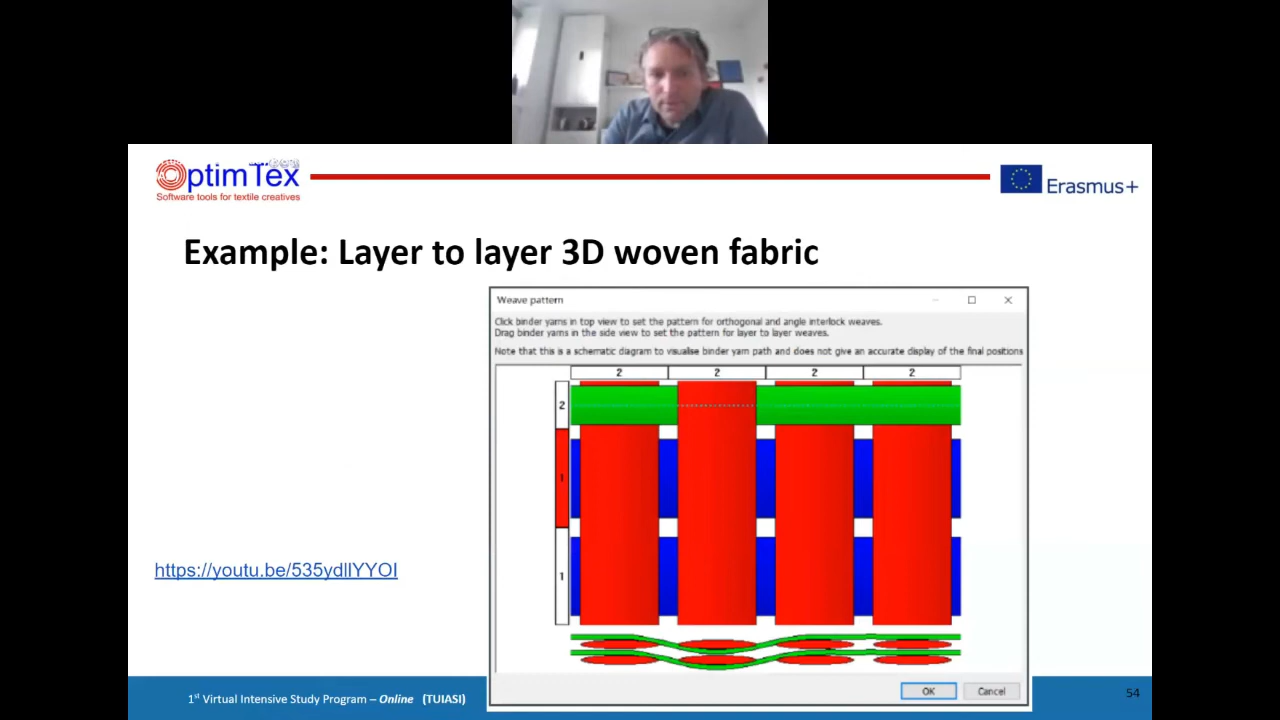 OptimTex
Software tools for textile creatives
Erasmus+
Example: Layer to layer 3D woven fabric
Weave pattern
Click binder yarns in top view to set the pattern for orthogonal and angle interlock weaves.
Drag binder yarns in the side view to set the pattern for layer to layer weaves.
Note that this is a schematic diagram to visualise binder yarn path and does not give an accurate display of the final positions
2 2 2 2
2
1
1
https://youtu.be/535ydllYYOI
OK Cancel
1st Virtual Intensive Study Program – Online (TUIASI)
54